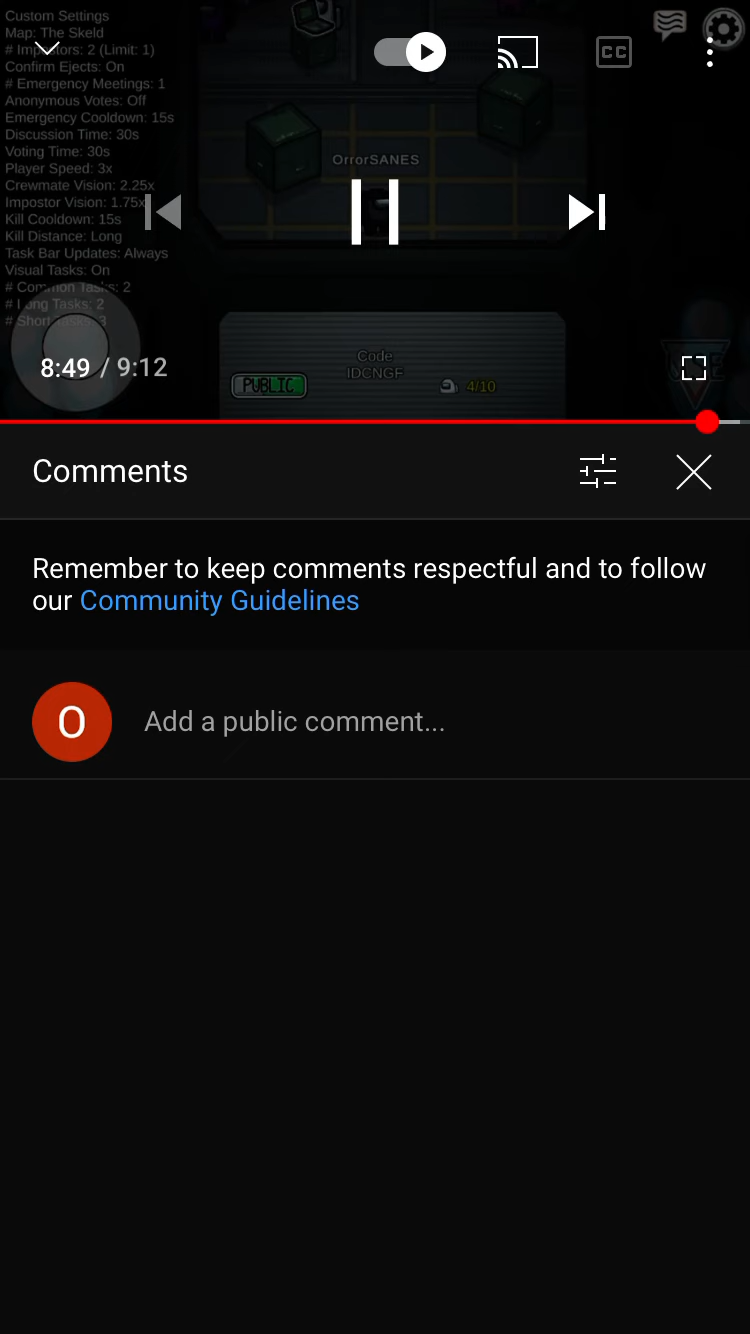 Custom Settings
Map: The Skeld
# Impostors: 2 (Limit: 1)
Confirm Ejects: On
# Emergency Meetings: 1
Anonymous Votes: Off
Emergency Cooldown: 15s
Discussion Time: 30s
Voting Time: 30s
Player Speed: 3x
Crewmate Vision: 2.25x
Impostor Vision: 1.75x
Kill Cooldown: 15s
Kill Distance: Long
Task Bar Updates: Always
Visual Tasks: On
# Common Tasks: 2
# Long Tasks: 2
# Short Tasks: 3
CC
OrrorSANES
Code
IDCNGF
PUBLIC
4/10
8:49 / 9:12
Comments
Remember to keep comments respectful and to follow
our Community Guidelines
O
Add a public comment...